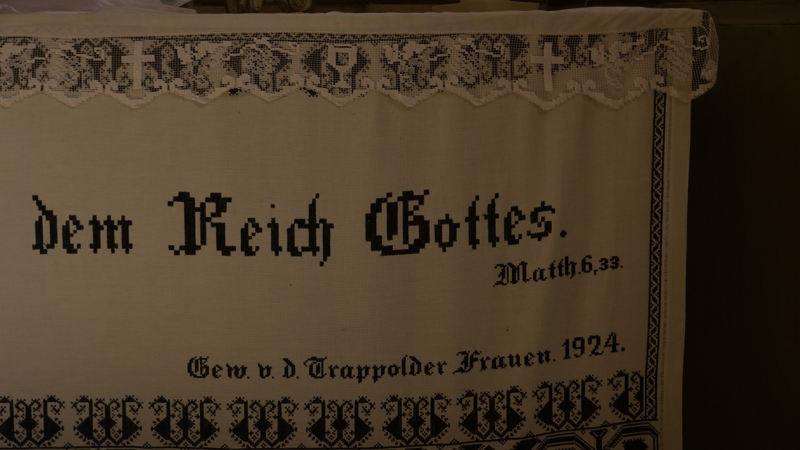 dem Reich Gottes.
Matth.6,33.
Gew. v. d. Trappolder Frauen. 1924.